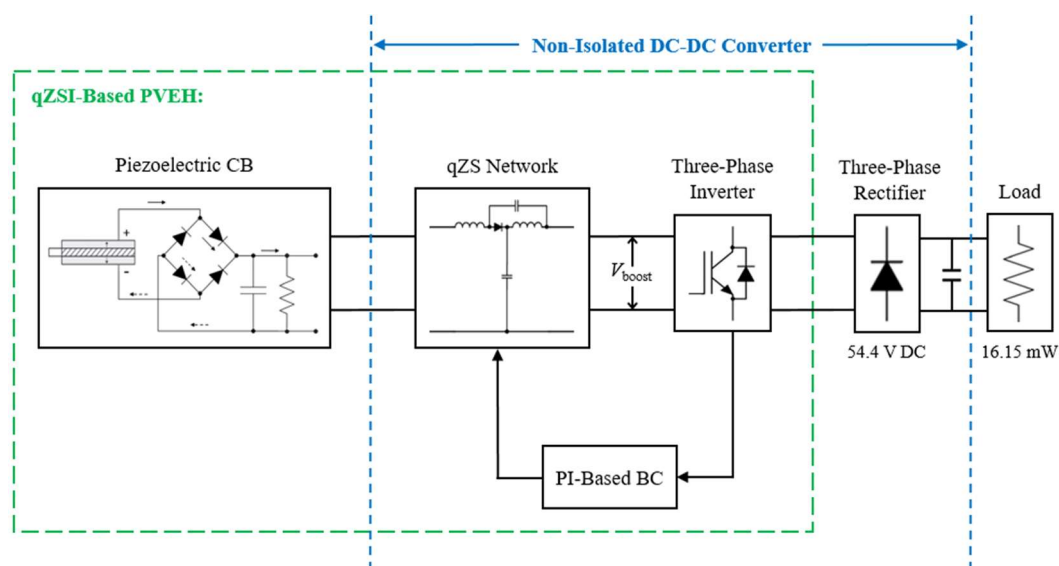 Non-Isolated DC-DC Converter
qZSI-Based PVEH:
Piezoelectric CB
qZS Network
Three-Phase
Inverter
Three-Phase
Rectifier
Load
+
-
Vboost
54.4 V DC
16.15 mW
PI-Based BC